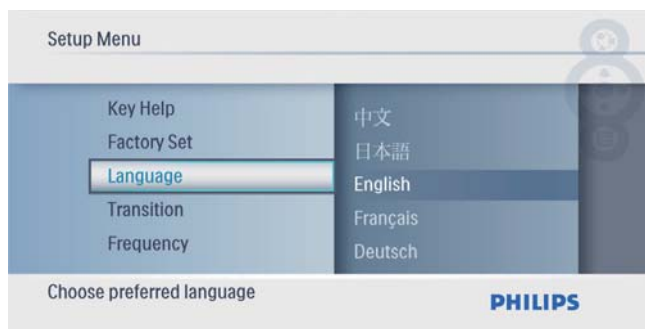 Setup Menu
Key Help
Factory Set
Language
Transition
Frequency
中文
日本語
English
Français
Deutsch
Choose preferred language
PHILIPS